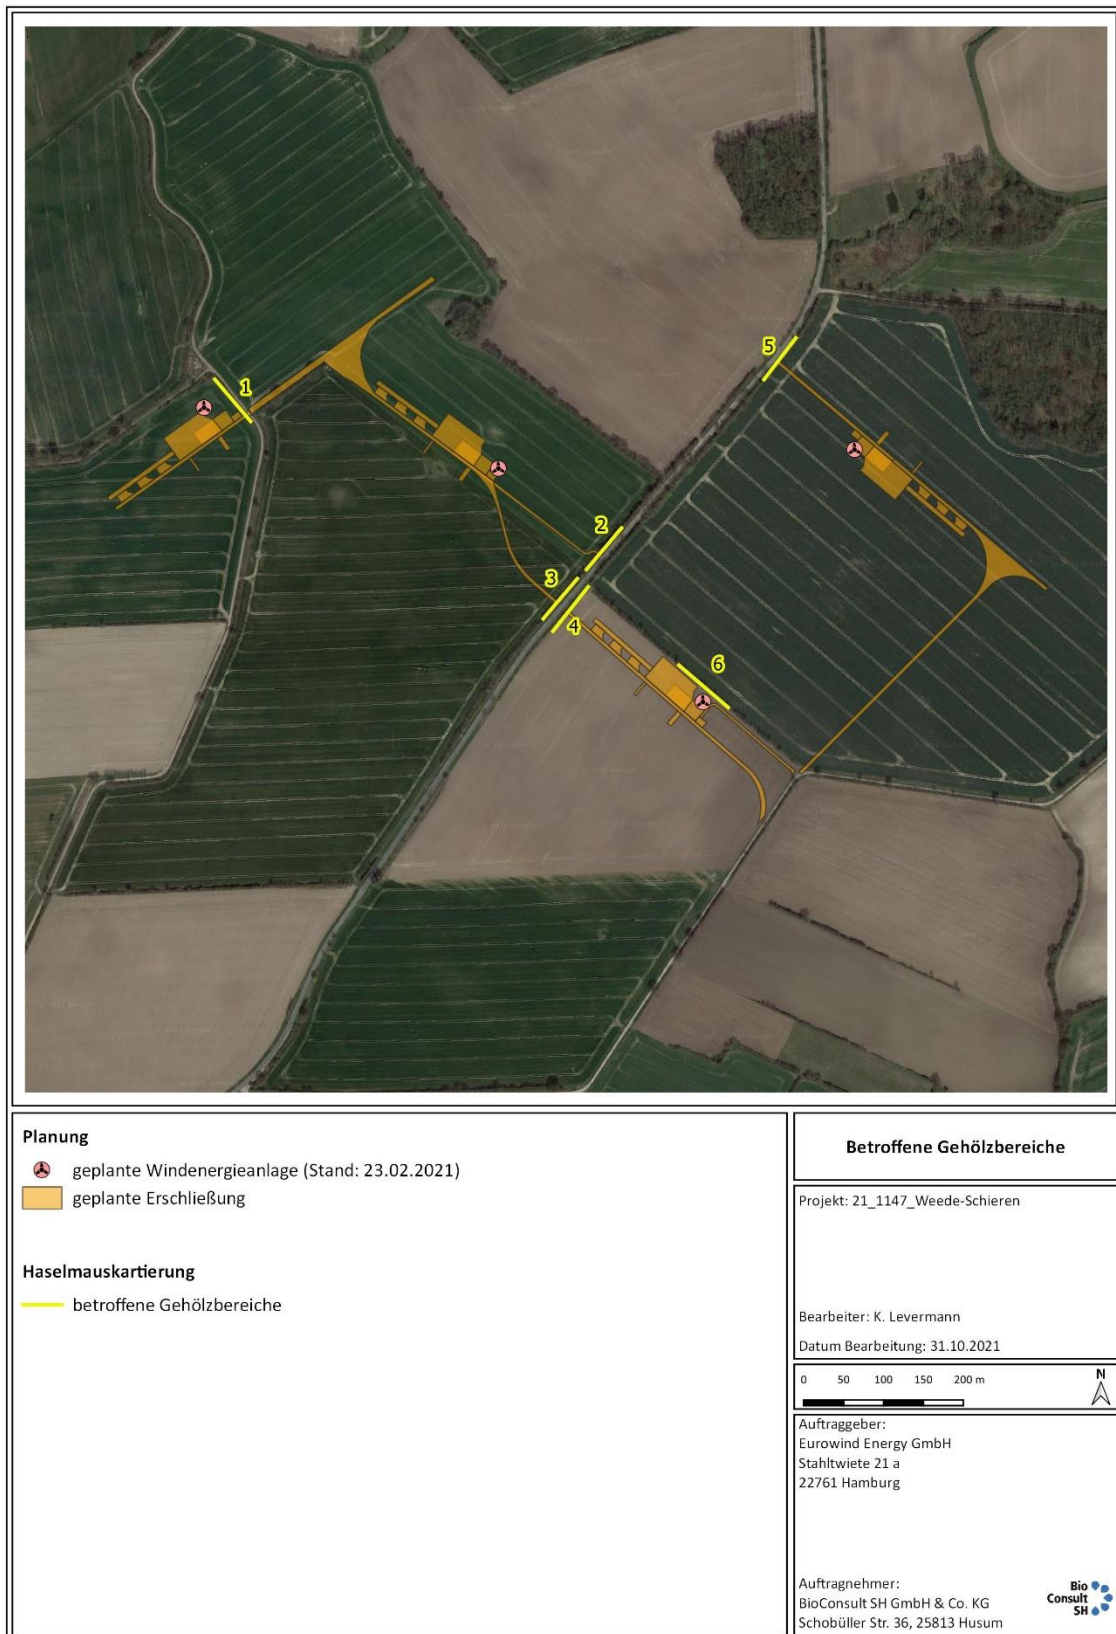 5
1
2
3
4
6
Planung
geplante Windenergieanlage (Stand: 23.02.2021)
geplante Erschließung
Haselmauskartierung
betroffene Gehölzbereiche
Betroffene Gehölzbereiche
Projekt: 21_1147_Weede-Schieren
Bearbeiter: K. Levermann
Datum Bearbeitung: 31.10.2021
0 50 100 150 200 m
N
Auftraggeber:
Eurowind Energy GmbH
Stahltwiete 21 a
22761 Hamburg
Auftragnehmer:
BioConsult SH GmbH & Co. KG
Schobüller Str. 36, 25813 Husum
Bio
Consult
SH